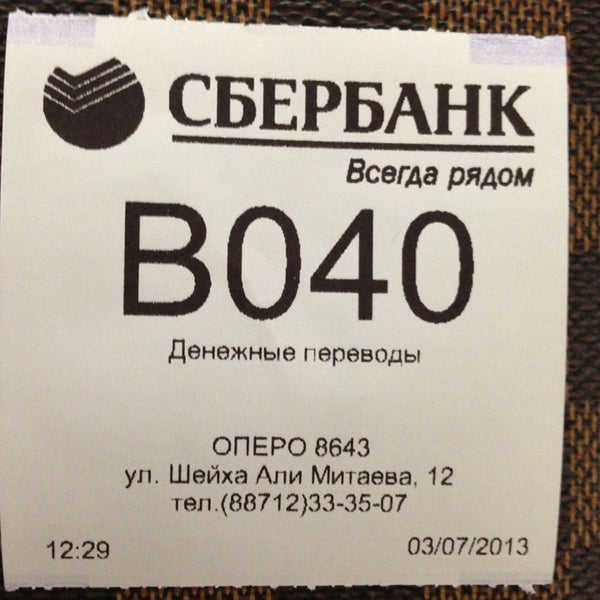 СБЕРБАНК
Всегда рядом
В040
Денежные переводы
ОПЕРО 8643
ул. Шейха Али Митаева, 12
тел.(88712)33-35-07
12:29 03/07/2013